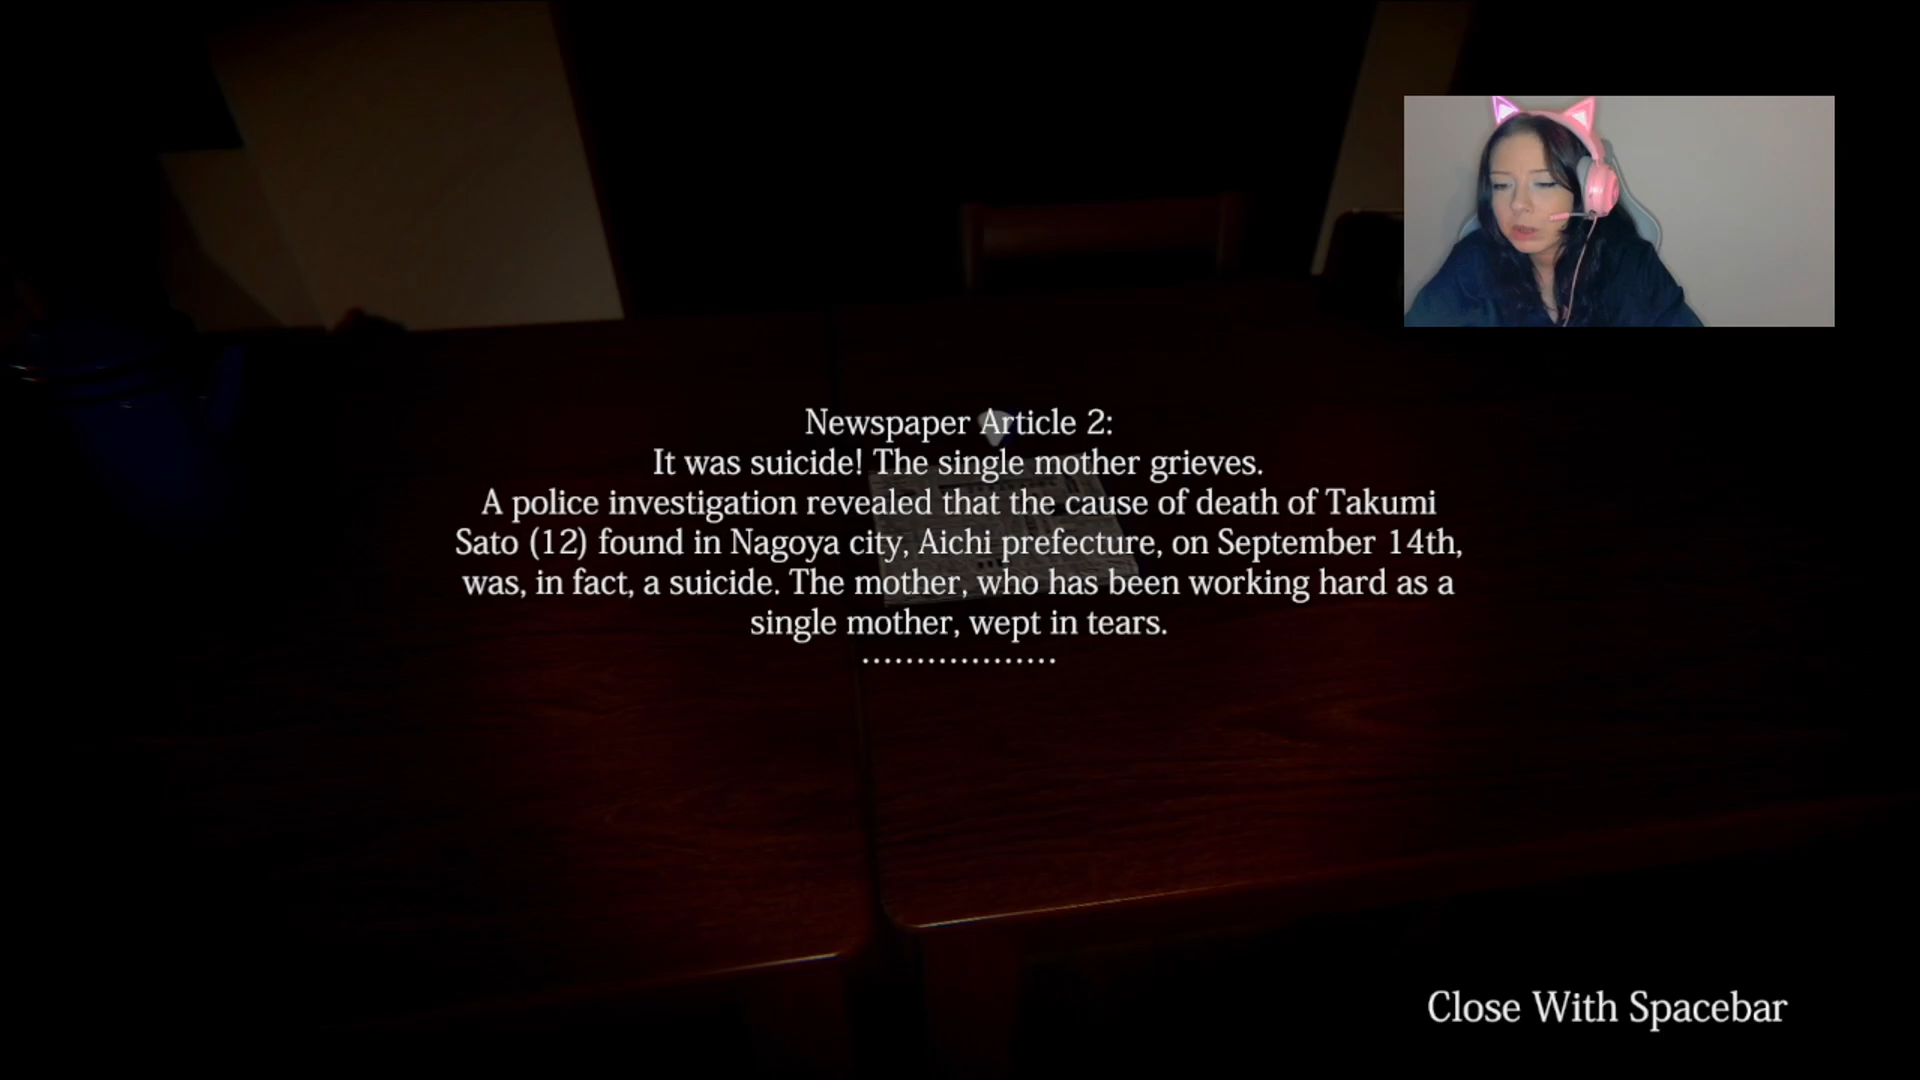 Newspaper Article 2:
It was suicide! The single mother grieves.
A police investigation revealed that the cause of death of Takumi
Sato (12) found in Nagoya city, Aichi prefecture, on September 14th,
was, in fact, a suicide. The mother, who has been working hard as a
single mother, wept in tears.
..................
Close With Spacebar